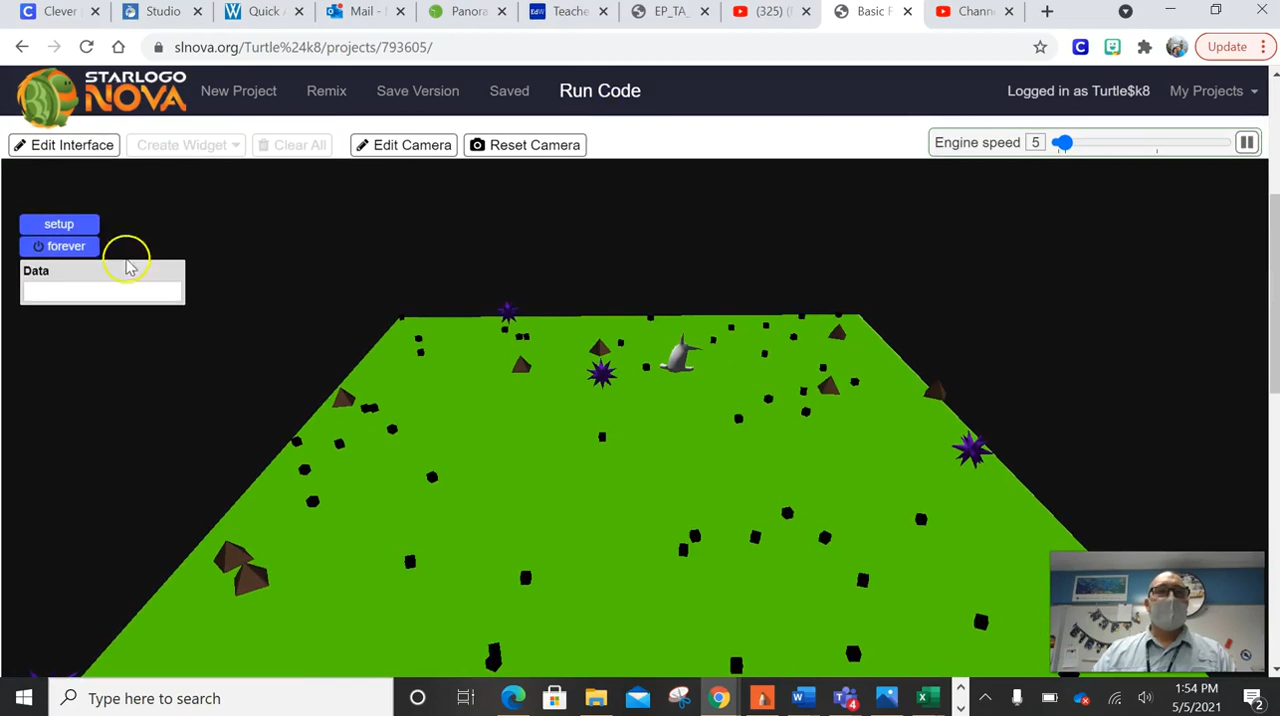 Clever
Studio
Quick
Mail -
Panora
Teache
EP_TA_
(325) (
Basic F
Chann
slnova.org/Turtle%24k8/projects/793605/
Update
STARLOGO
NOVA
New Project
Remix
Save Version
Saved
Run Code
Logged in as Turtle$k8
My Projects
Edit Interface
Create Widget
Clear All
Edit Camera
Reset Camera
Engine speed
5
setup
forever
Data
Type here to search
4
1:54 PM
5/5/2021
2